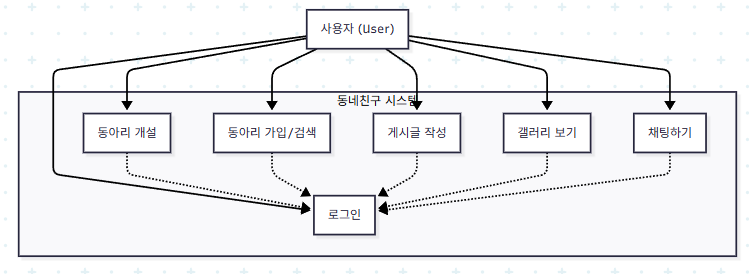 사용자 (User)
동네친구 시스템
동아리 개설
동아리 가입/검색
게시글 작성
갤러리 보기
채팅하기
로그인